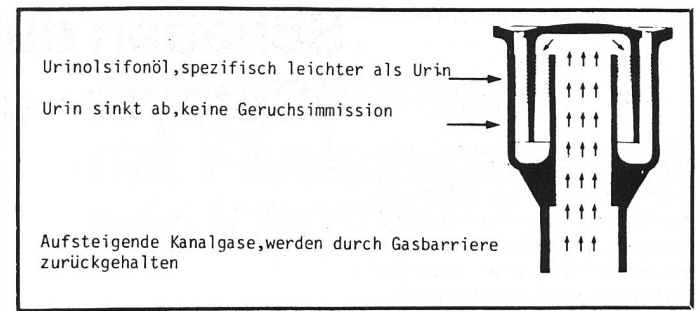 Urinolsifonöl,spezifisch leichter als Urin
Urin sinkt ab,keine Geruchsimmission
Aufsteigende Kanalgase,werden durch Gasbarriere
zurückgehalten